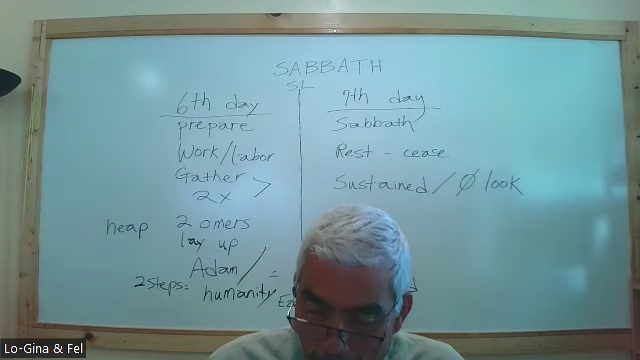 SABBATH
SL
6th day
prepare
Work/labor
Gather >
2x
heap 2 omers
lay up
Adam/ =
2 steps= humanity
7th day
Sabbath
Rest - cease
Sustained/ Ø look
Lo-Gina & Fel